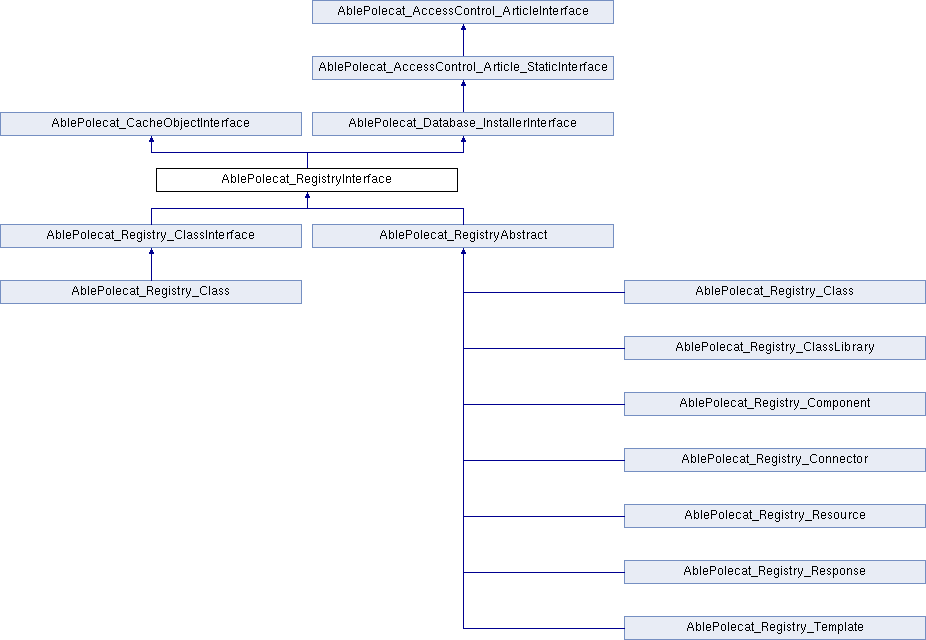 AblePolecat_AccessControl_ArticleInterface
AblePolecat_AccessControl_Article_StaticInterface
AblePolecat_CacheObjectInterface
AblePolecat_Database_InstallerInterface
AblePolecat_RegistryInterface
AblePolecat_Registry_ClassInterface
AblePolecat_RegistryAbstract
AblePolecat_Registry_Class
AblePolecat_Registry_Class
AblePolecat_Registry_ClassLibrary
AblePolecat_Registry_Component
AblePolecat_Registry_Connector
AblePolecat_Registry_Resource
AblePolecat_Registry_Response
AblePolecat_Registry_Template